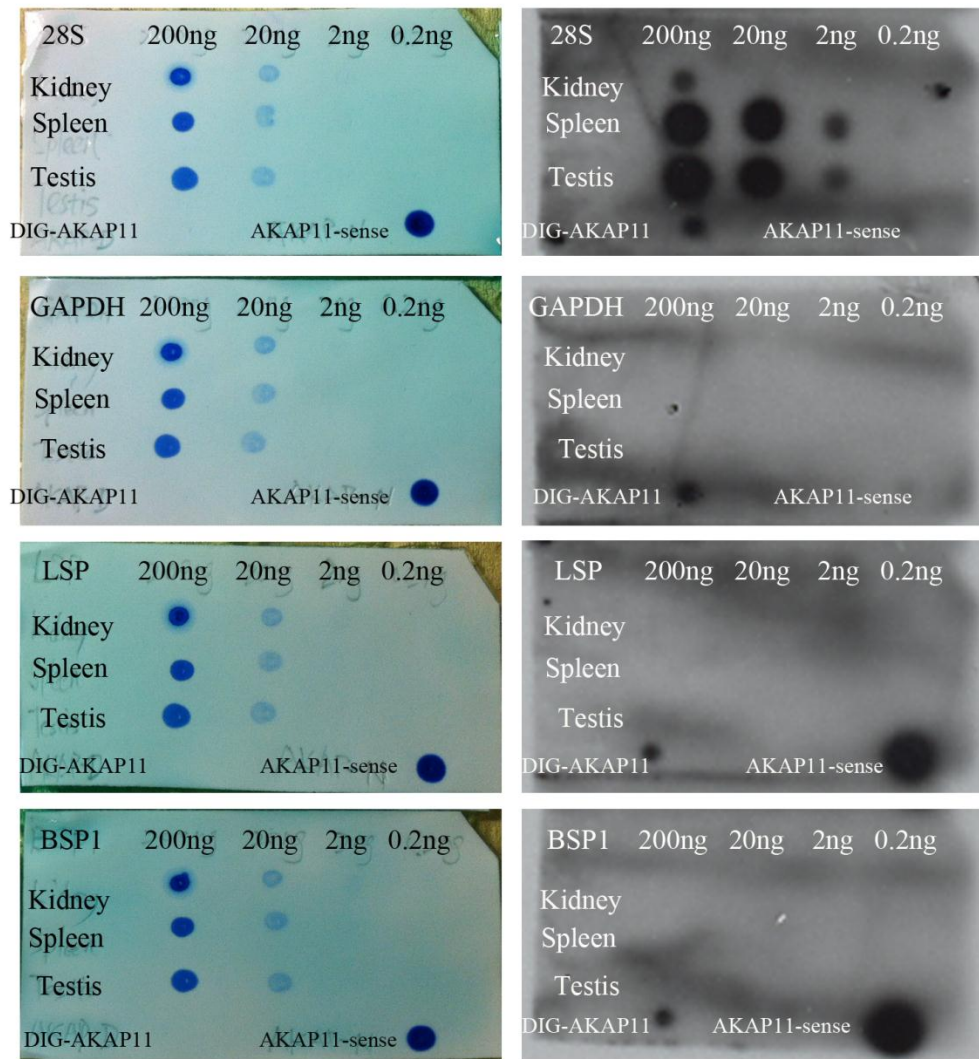 28S 200ng 20ng 2ng 0.2ng
Kidney
Spleen
Testis
DIG-AKAP11 AKAP11-sense
28S 200ng 20ng 2ng 0.2ng
Kidney
Spleen
Testis
DIG-AKAP11 AKAP11-sense
GAPDH 200ng 20ng 2ng 0.2ng
Kidney
Spleen
Testis
DIG-AKAP11 AKAP11-sense
GAPDH 200ng 20ng 2ng 0.2ng
Kidney
Spleen
Testis
DIG-AKAP11 AKAP11-sense
LSP 200ng 20ng 2ng 0.2ng
Kidney
Spleen
Testis
DIG-AKAP11 AKAP11-sense
LSP 200ng 20ng 2ng 0.2ng
Kidney
Spleen
Testis
DIG-AKAP11 AKAP11-sense
BSP1 200ng 20ng 2ng 0.2ng
Kidney
Spleen
Testis
DIG-AKAP11 AKAP11-sense
BSP1 200ng 20ng 2ng 0.2ng
Kidney
Spleen
Testis
DIG-AKAP11 AKAP11-sense